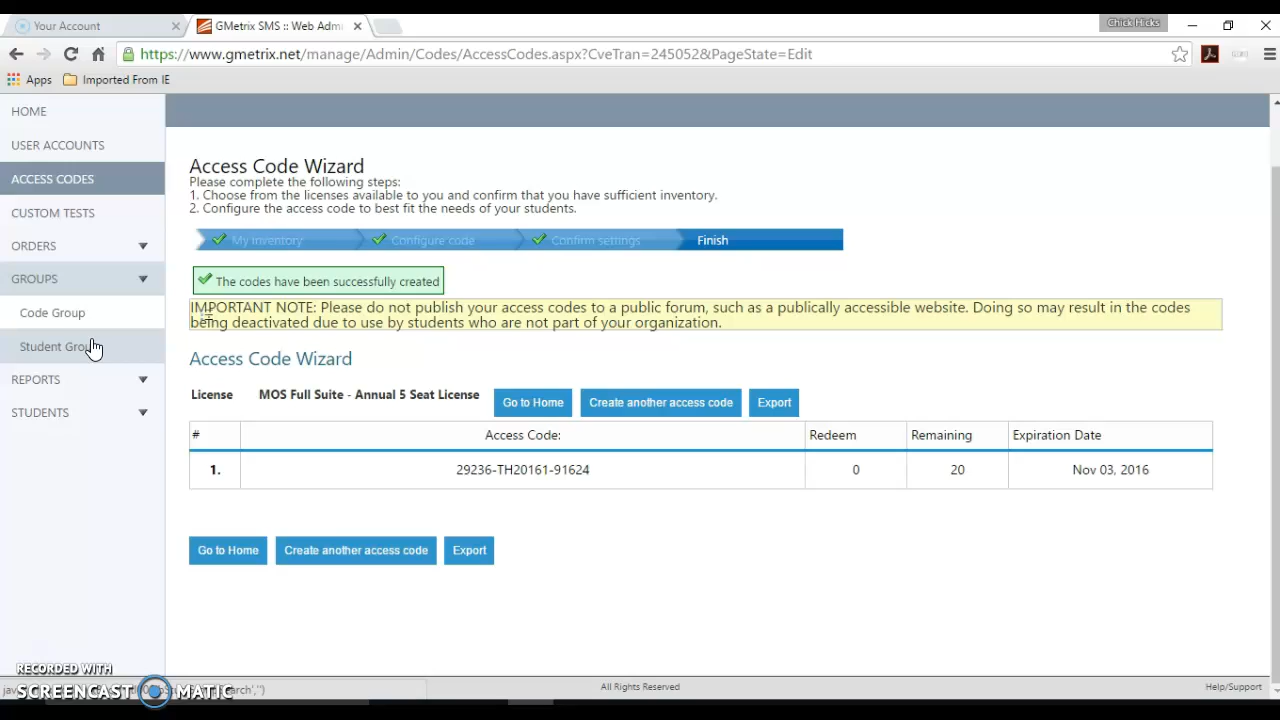 Your Account
GMetrix SMS :: Web Admi
Chick Hicks
https://www.gmetrix.net/manage/Admin/Codes/AccessCodes.aspx?CveTran=245052&PageState=Edit
Apps Imported From IE
HOME
USER ACCOUNTS
ACCESS CODES
CUSTOM TESTS
ORDERS
GROUPS
Code Group
Student
REPORTS
STUDENTS
Access Code Wizard
Please complete the following steps:
1. Choose from the licenses available to you and confirm that you have sufficient inventory.
2. Configure the access code to best fit the needs of your students.
My inventory Configure code Confirm settings Finish
The codes have been successfully created
IMPORTANT NOTE: Please do not publish your access codes to a public forum, such as a publically accessible website. Doing so may result in the codes
being deactivated due to use by students who are not part of your organization.
Access Code Wizard
License MOS Full Suite - Annual 5 Seat License Go to Home Create another access code Export
# Access Code: Redeem Remaining Expiration Date
1. 29236-TH20161-91624 0 20 Nov 03, 2016
Go to Home Create another access code Export
All Rights Reserved
Help/Support
RECORDED WITH
SCREENCAST MATIC